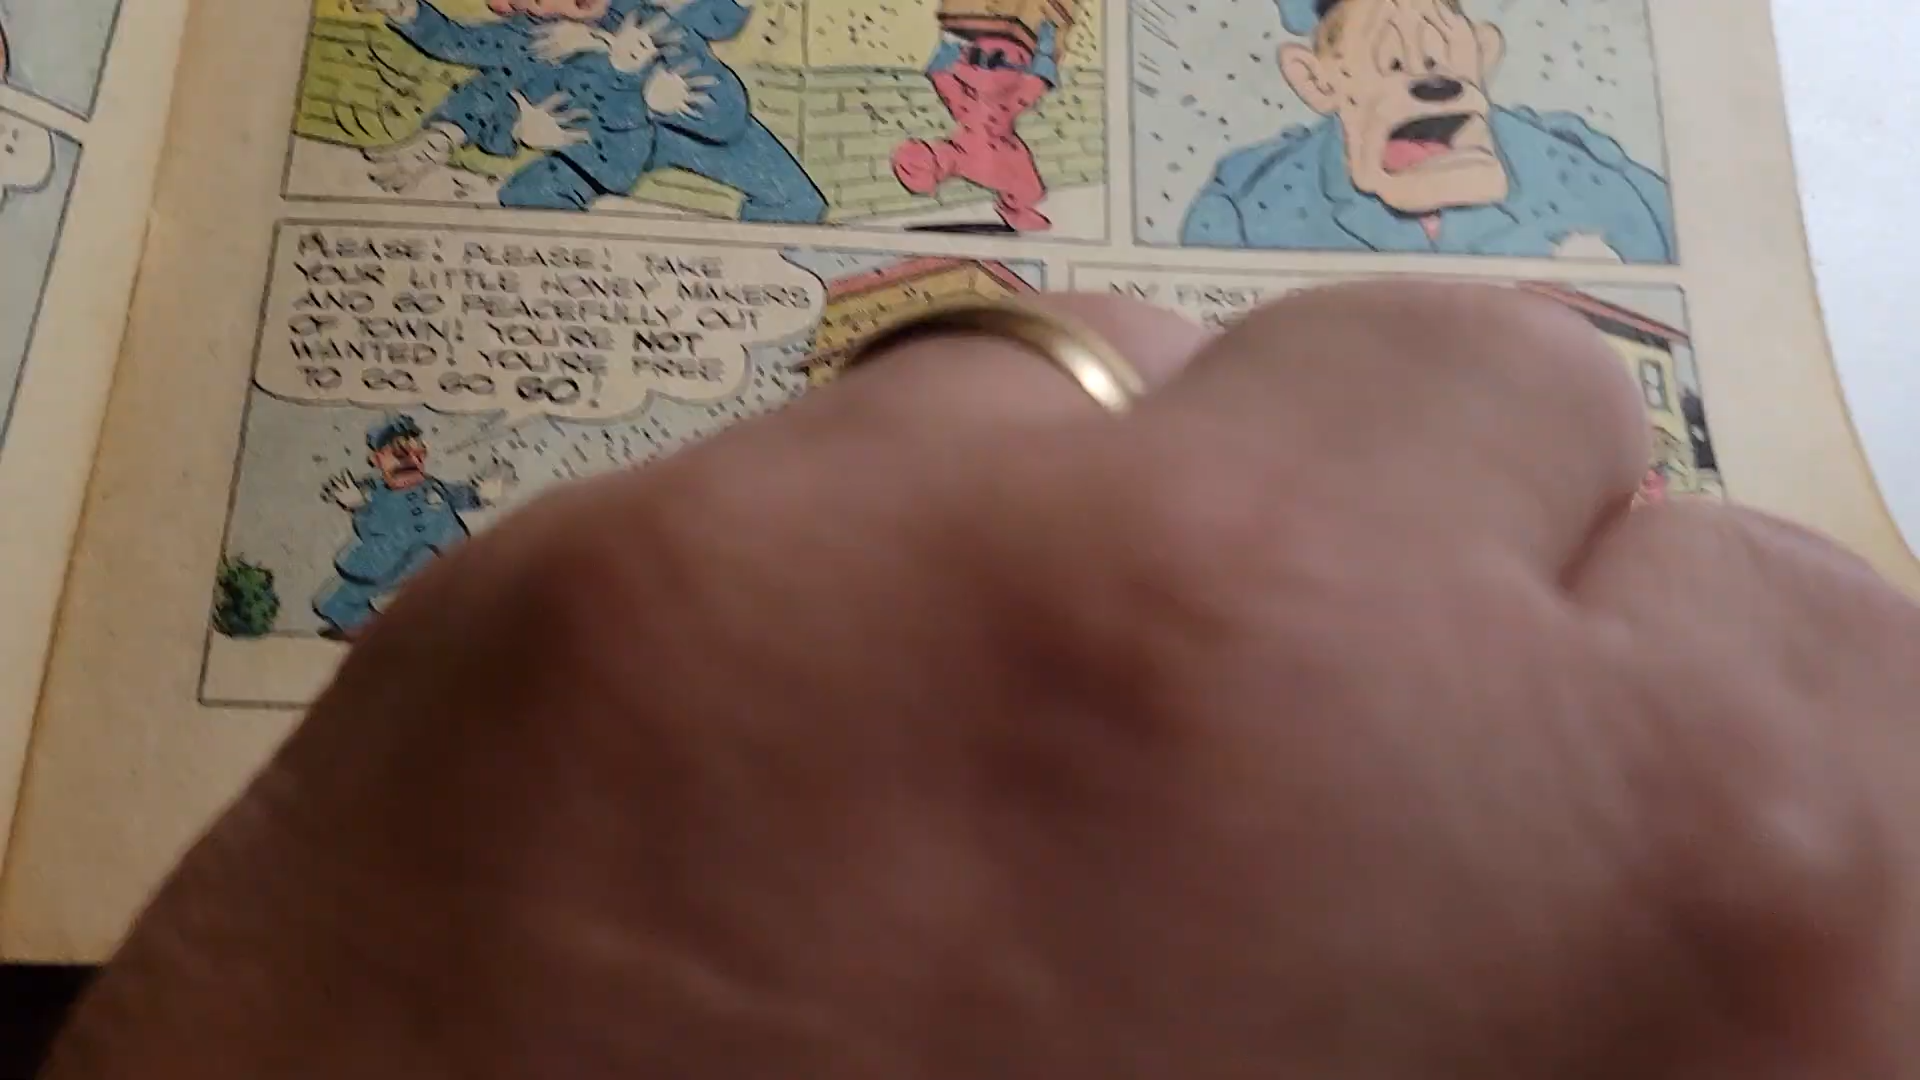 PLEASE! PLEASE! TAKE
YOUR LITTLE HONEY MAKERS
AND GO PEACEFULLY OUT
OF TOWN! YOU'RE NOT
WANTED! YOU'RE FREE
TO GO, GO GO!
MY FIRST